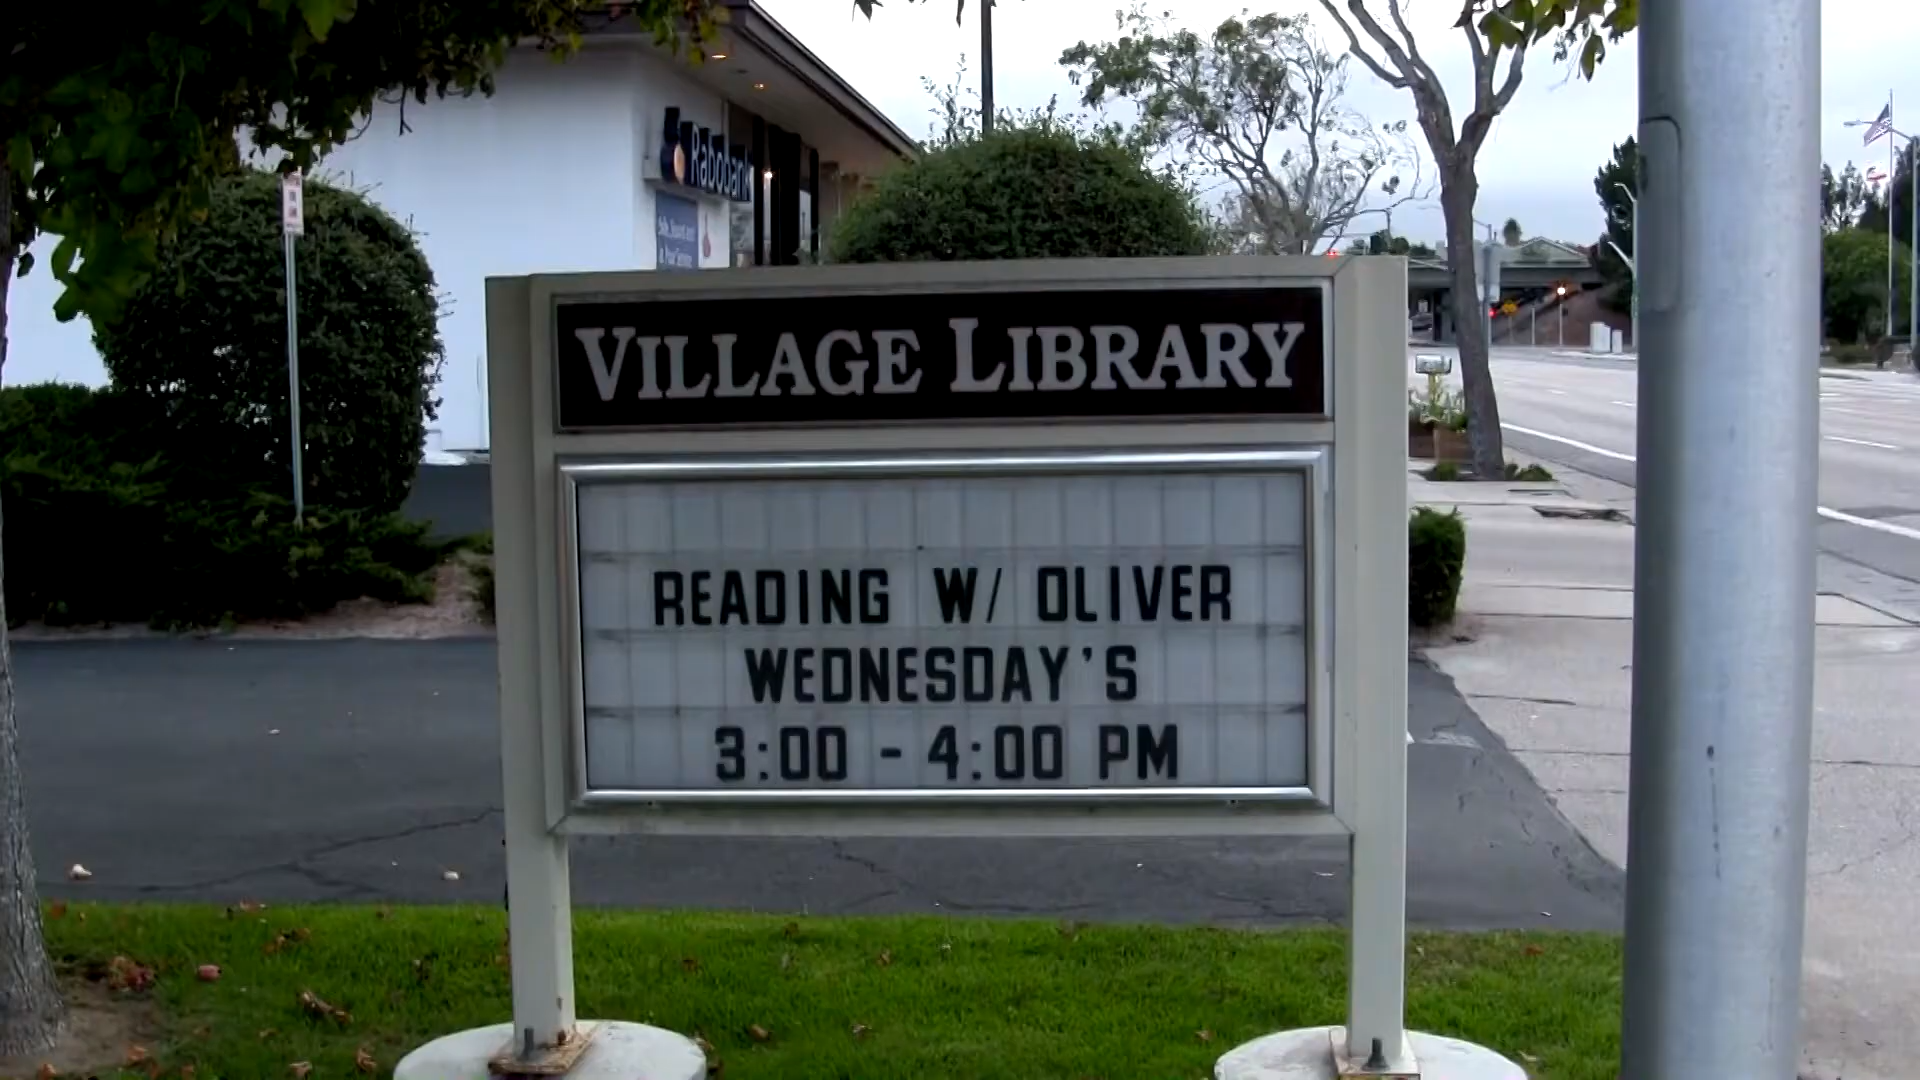 Rabobank
VILLAGE LIBRARY
READING W/ OLIVER
WEDNESDAY'S
3:00 - 4:00 PM